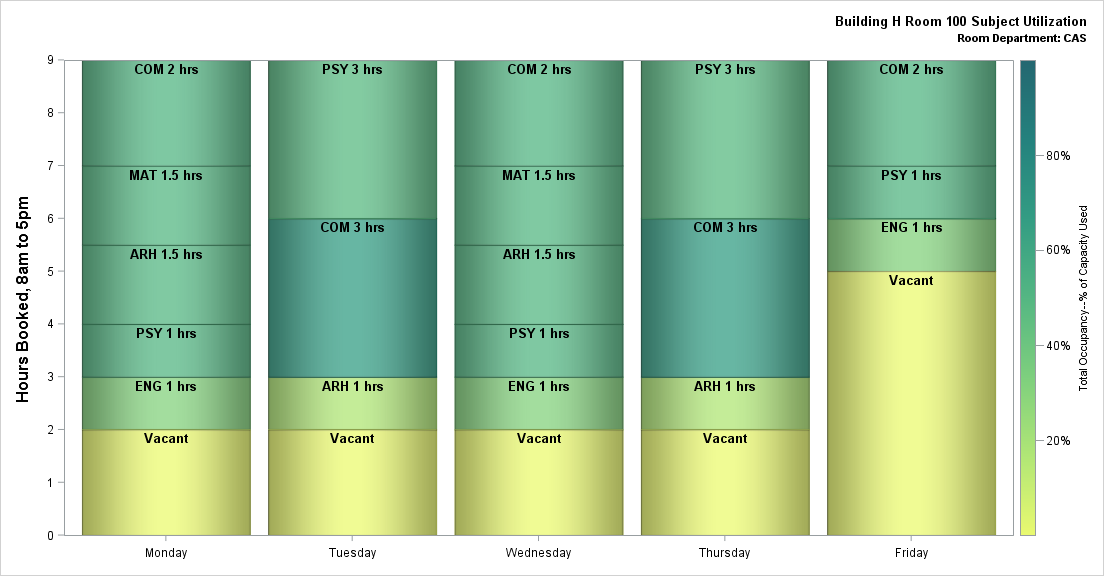 Building H Room 100 Subject Utilization
Room Department: CAS
Hours Booked, 8am to 5pm
9
8
7
6
5
4
3
2
1
0
COM 2 hrs
MAT 1.5 hrs
ARH 1.5 hrs
PSY 1 hrs
ENG 1 hrs
Vacant
Monday
PSY 3 hrs
COM 3 hrs
ARH 1 hrs
Vacant
Tuesday
COM 2 hrs
MAT 1.5 hrs
ARH 1.5 hrs
PSY 1 hrs
ENG 1 hrs
Vacant
Wednesday
PSY 3 hrs
COM 3 hrs
ARH 1 hrs
Vacant
Thursday
COM 2 hrs
PSY 1 hrs
ENG 1 hrs
Vacant
Friday
80%
60%
40%
20%
Total Occupancy--% of Capacity Used